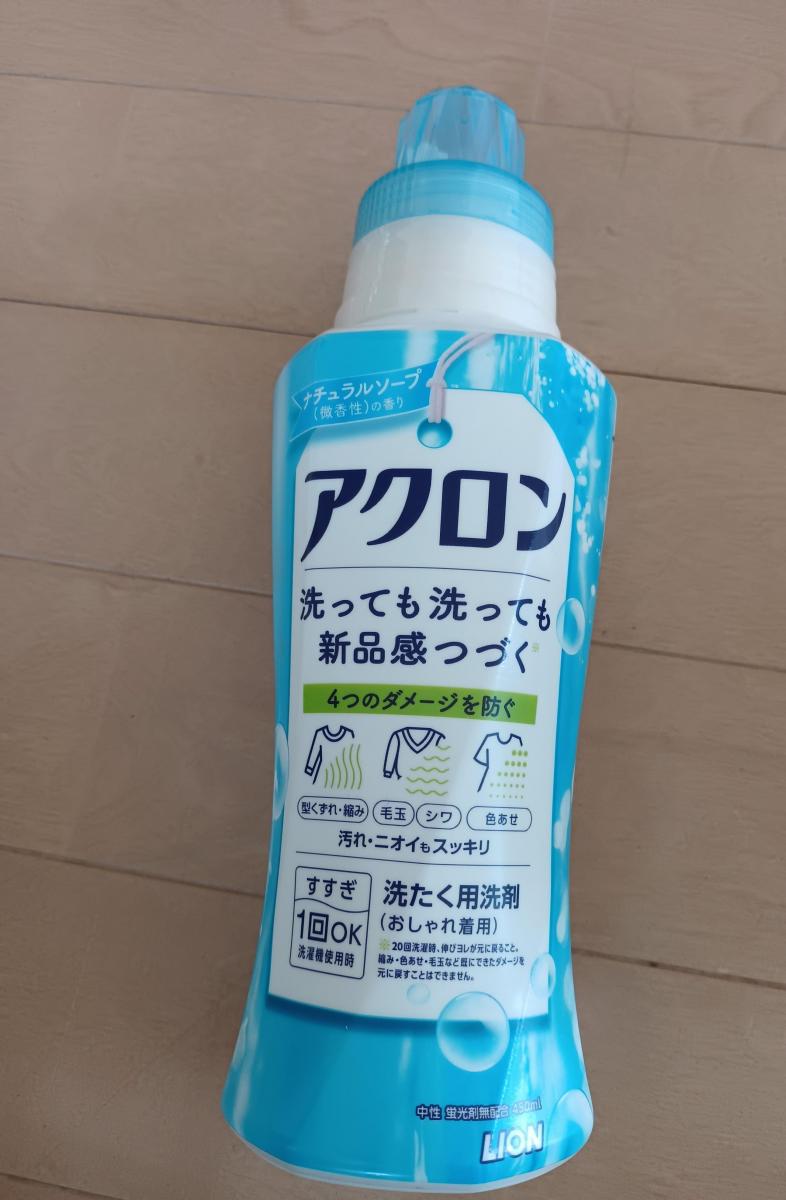 ナチュラルソープ
(微香性)の香り
アクロン
洗っても洗っても
新品感つづく※
4つのダメージを防ぐ
型くずれ・縮み 毛玉 シワ 色あせ
汚れ・ニオイもスッキリ
すすぎ
1回OK
洗濯機使用時
洗たく用洗剤
(おしゃれ着用)
※20回洗濯時、伸びヨレが元に戻ること。
縮み・色あせ・毛玉など既にできたダメージを
元に戻すことはできません。
中性 蛍光剤無配合 450ml
LION